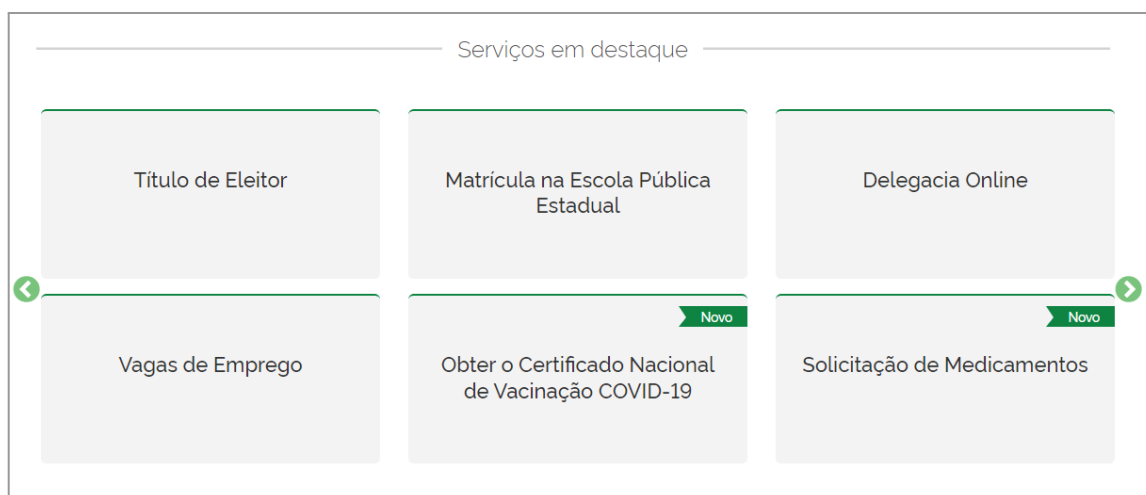 Serviços em destaque
Título de Eleitor
Matrícula na Escola Pública
Estadual
Delegacia Online
Vagas de Emprego
Novo
Obter o Certificado Nacional
de Vacinação COVID-19
Novo
Solicitação de Medicamentos